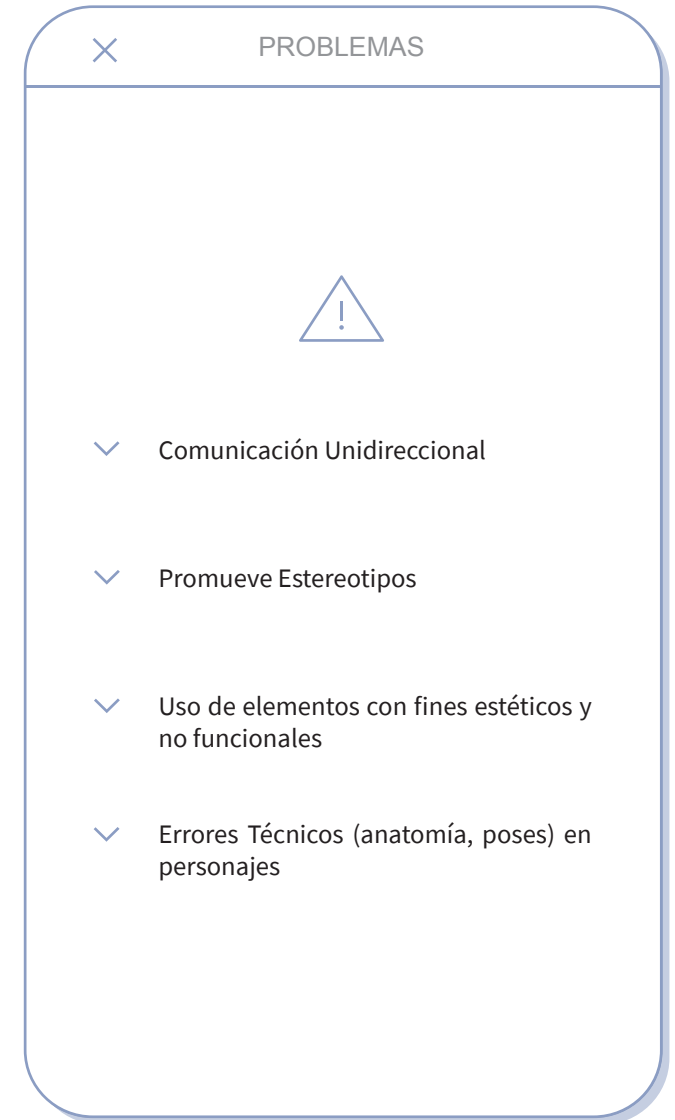 PROBLEMAS
!
Comunicación Unidireccional
Promueve Estereotipos
Uso de elementos con fines estéticos y
no funcionales
Errores Técnicos (anatomía, poses) en
personajes